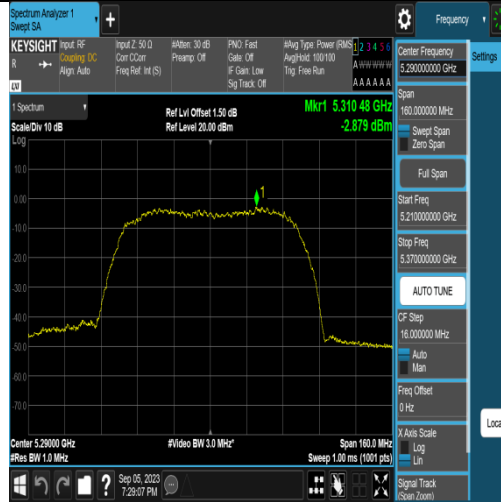 Spectrum Analyzer 1
Swept SA
+
Frequency
KEYSIGHT
R
Input: RF
Coupling: DC
Align: Auto
Input Z: 50 Ω
Corr CCorr
Freq Ref: Int (S)
#Atten: 30 dB
Preamp: Off
PNO: Fast
Gate: Off
IF Gain: Low
Sig Track: Off
#Avg Type: Power (RMS)
Avg|Hold: 100/100
Trig: Free Run
1 2 3 4 5 6
A W W W W W
A A A A A A
LXI
1 Spectrum
Scale/Div 10 dB
Log
Ref Lvl Offset 1.50 dB
Ref Level 20.00 dBm
Mkr1 5.310 48 GHz
-2.879 dBm
10.0
0.00
-10.0
-20.0
-30.0
-40.0
-50.0
-60.0
-70.0
1
Center 5.29000 GHz
#Res BW 1.0 MHz
#Video BW 3.0 MHz*
Span 160.0 MHz
Sweep 1.00 ms (1001 pts)
Sep 05, 2023
7:29:07 PM
?
Center Frequency
5.290000000 GHz
Settings
Span
160.000000 MHz
Swept Span
Zero Span
Full Span
Start Freq
5.210000000 GHz
Stop Freq
5.370000000 GHz
AUTO TUNE
CF Step
16.000000 MHz
Auto
Man
Freq Offset
0 Hz
X Axis Scale
Log
Lin
Loca
Signal Track
(Span Zoom)